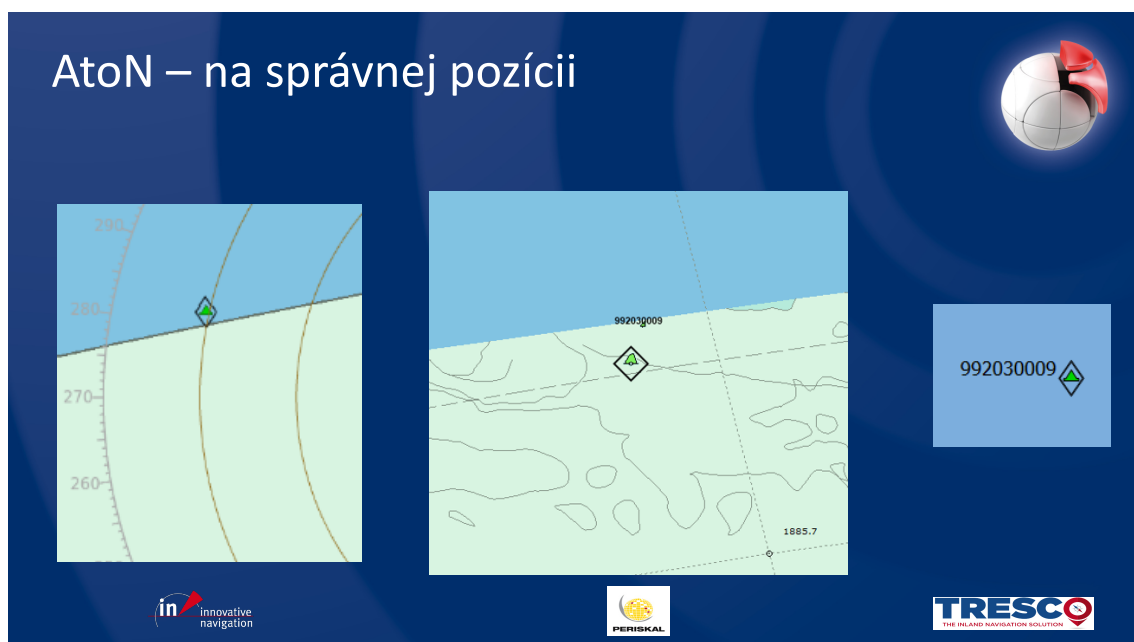 AtoN – na správnej pozícii
290
280
270
260
992030009
1885.7
992030009
in innovative
navigation
PERISKAL
TRESCO
THE INLAND NAVIGATION SOLUTION